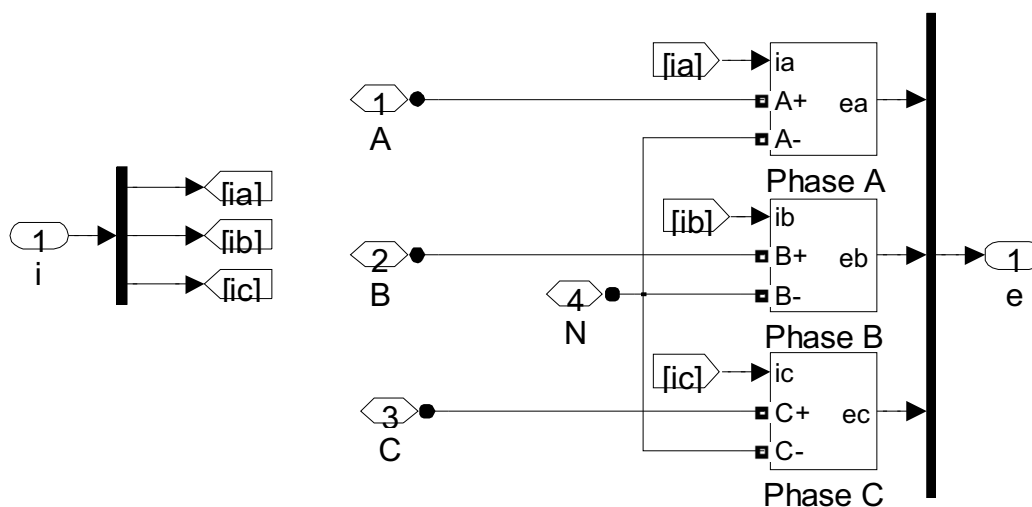 1
i
[ia]
[ib]
[ic]
1
A
2
B
3
C
4
N
[ia]
ia
A+
A-
ea
Phase A
[ib]
ib
B+
B-
eb
Phase B
[ic]
ic
C+
C-
ec
Phase C
1
e